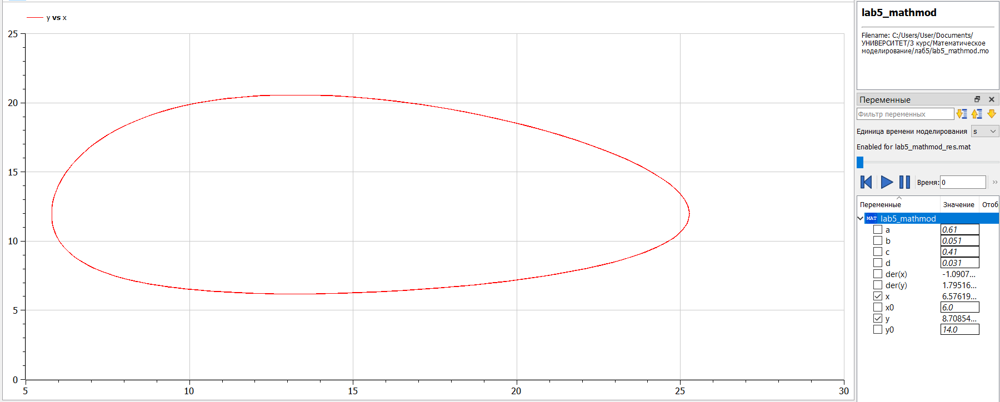 y vs x
25
20
15
10
5
0
5 10 15 20 25 30
lab5_mathmod
Filename: C:/Users/User/Documents/
УНИВЕРСИТЕТ/3 курс/Математическое
моделирование/лаб5/lab5_mathmod.mo
Переменные
Фильтр переменных
Единица времени моделирования s
Enabled for lab5_mathmod_res.mat
Время: 0 »
Переменные Значение Отоб
MAT lab5_mathmod
a 0.61
b 0.051
c 0.41
d 0.031
der(x) -1.0907...
der(y) 1.79516...
x 6.57619...
x0 6.0
y 8.70854...
y0 14.0